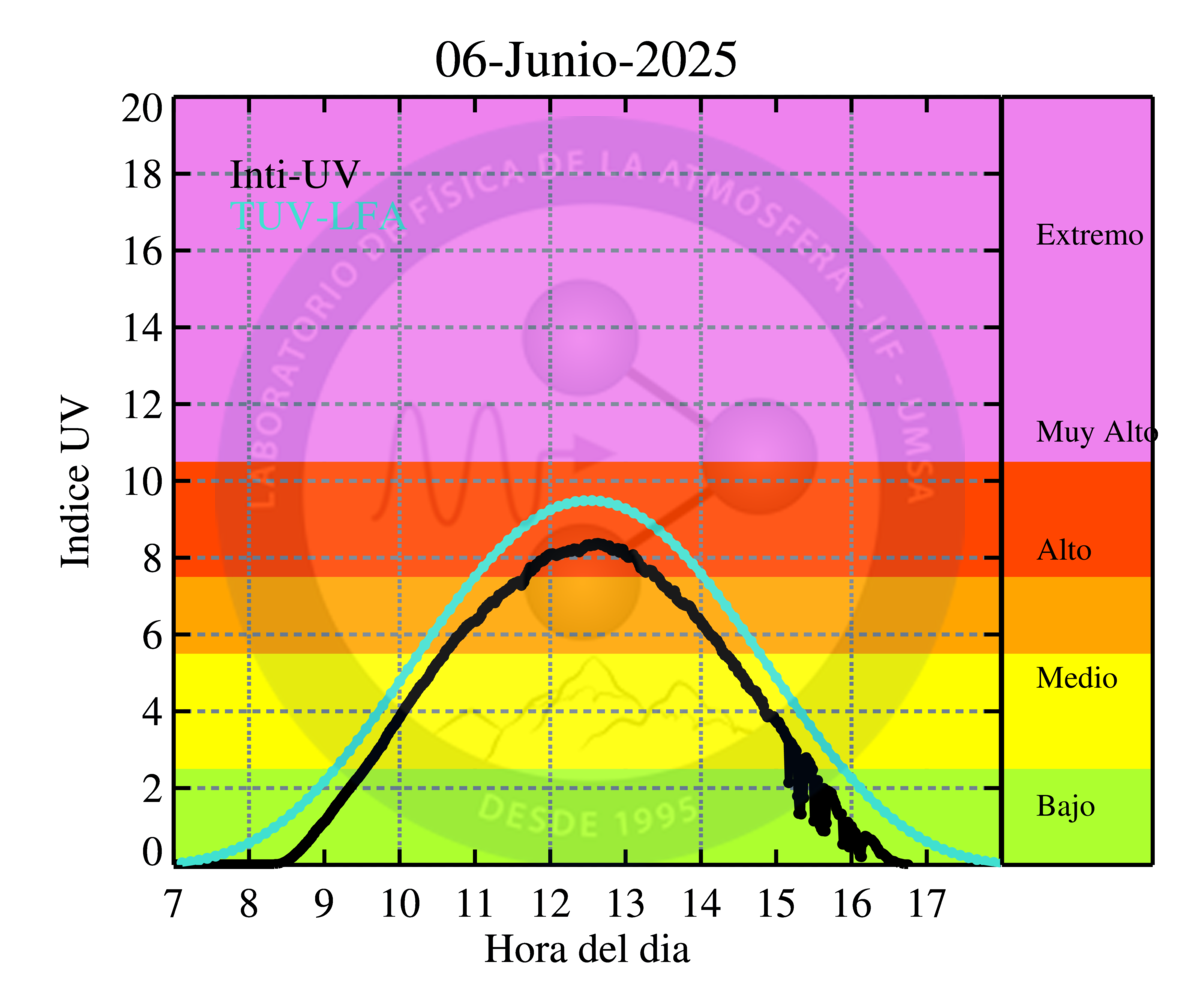 06-Junio-2025
20
18
16
14
12
10
8
6
4
2
0
Indice UV
Inti-UV
TUV-LFA
LABORATORIO DE FÍSICA DE LA ATMÓSFERA - IIF - UMSA
DESDE 1995
Extremo
Muy Alto
Alto
Medio
Bajo
7 8 9 10 11 12 13 14 15 16 17
Hora del dia